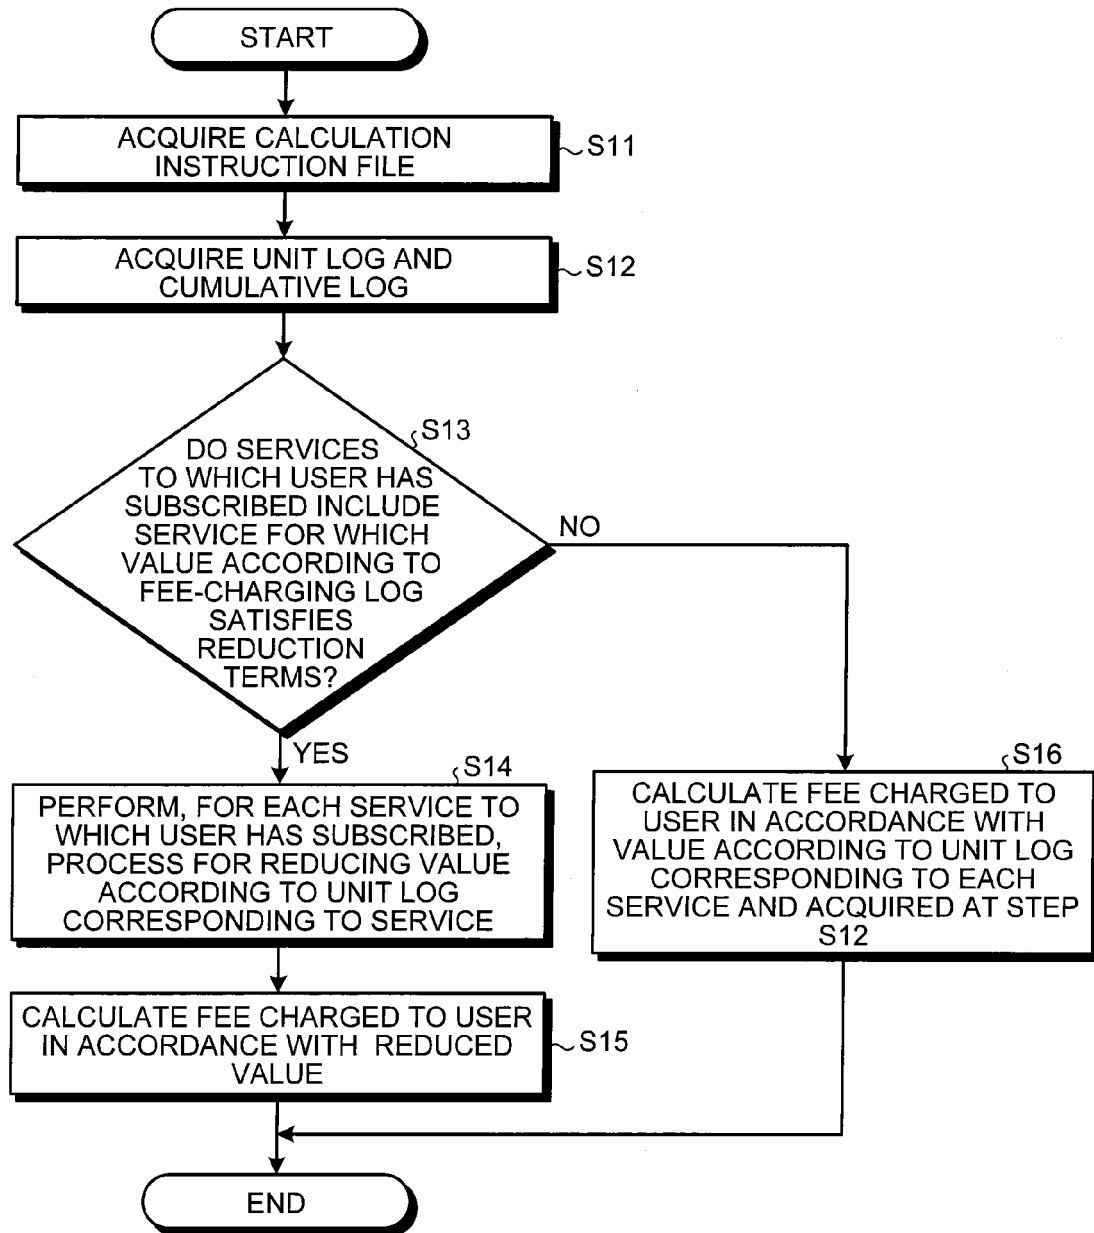 START
ACQUIRE CALCULATION
INSTRUCTION FILE
S11
ACQUIRE UNIT LOG AND
CUMULATIVE LOG
S12
S13
DO SERVICES
TO WHICH USER HAS
SUBSCRIBED INCLUDE
SERVICE FOR WHICH
VALUE ACCORDING TO
FEE-CHARGING LOG
SATISFIES
REDUCTION
TERMS?
NO
YES
S14
PERFORM, FOR EACH SERVICE TO
WHICH USER HAS SUBSCRIBED,
PROCESS FOR REDUCING VALUE
ACCORDING TO UNIT LOG
CORRESPONDING TO SERVICE
S16
CALCULATE FEE CHARGED TO
USER IN ACCORDANCE WITH
VALUE ACCORDING TO UNIT LOG
CORRESPONDING TO EACH
SERVICE AND ACQUIRED AT STEP
S12
CALCULATE FEE CHARGED TO USER
IN ACCORDANCE WITH REDUCED
VALUE
S15
END